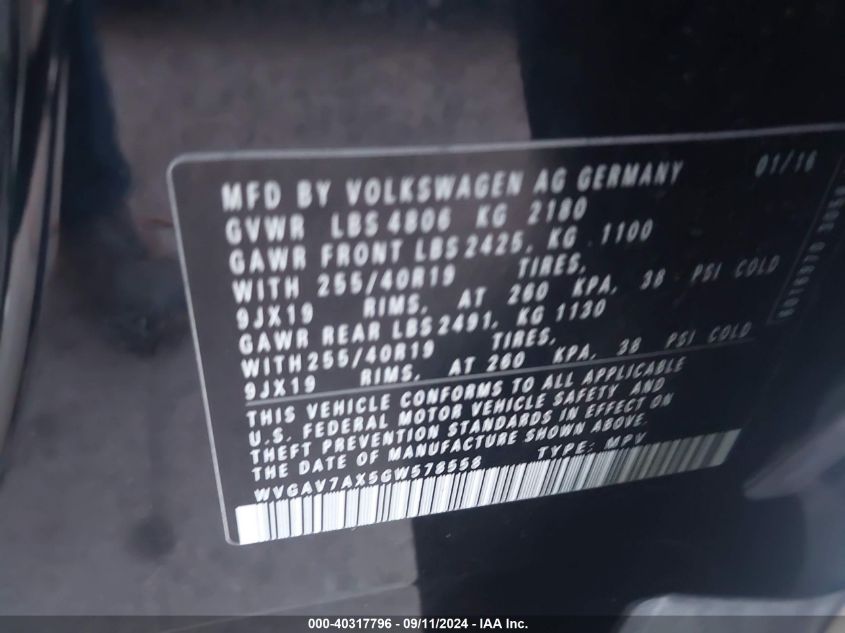 MFD BY VOLKSWAGEN AG GERMANY 01/16
GVWR LBS 4806 KG 2180
GAWR FRONT LBS 2425, KG 1100
WITH 255/40R19 TIRES,
9JX19 RIMS, AT 260 KPA, 38 PSI COLD
GAWR REAR LBS 2491, KG 1130
WITH 255/40R19 TIRES,
9JX19 RIMS, AT 260 KPA, 38 PSI COLD
THIS VEHICLE CONFORMS TO ALL APPLICABLE
U.S. FEDERAL MOTOR VEHICLE SAFETY AND
THEFT PREVENTION STANDARDS IN EFFECT ON
THE DATE OF MANUFACTURE SHOWN ABOVE.
WVGAV7AX5GW578558 TYPE: MPV
000-40317796 - 09/11/2024 - IAA Inc.